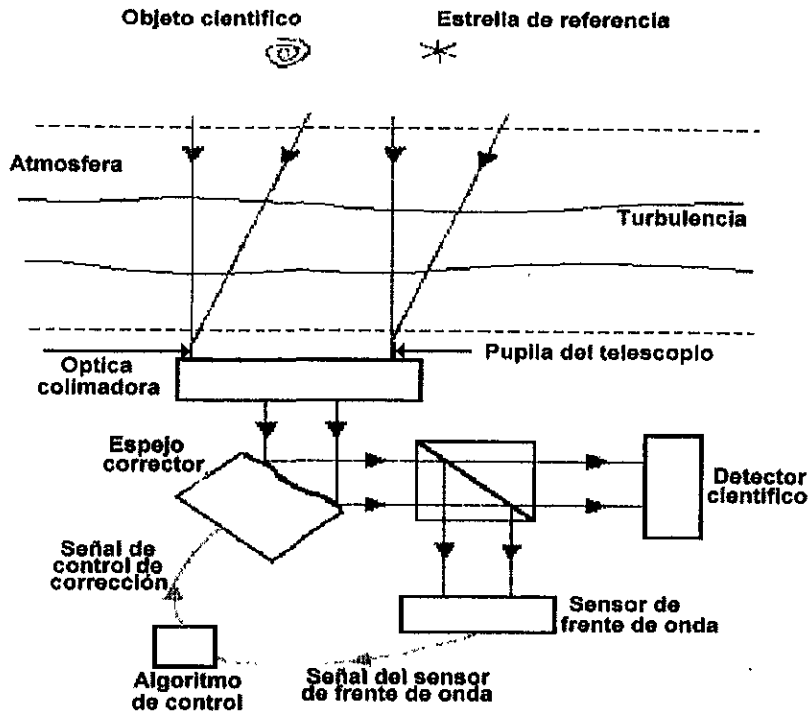 Objeto cientifico
Estrella de referencia
Atmosfera
Turbulencia
Optica
colimadora
Pupila del telescopio
Espejo
corrector
Detector
cientifico
Señal de
control de
corrección
Sensor de
frente de onda
Algoritmo
de control
Señal del sensor
de frente de onda